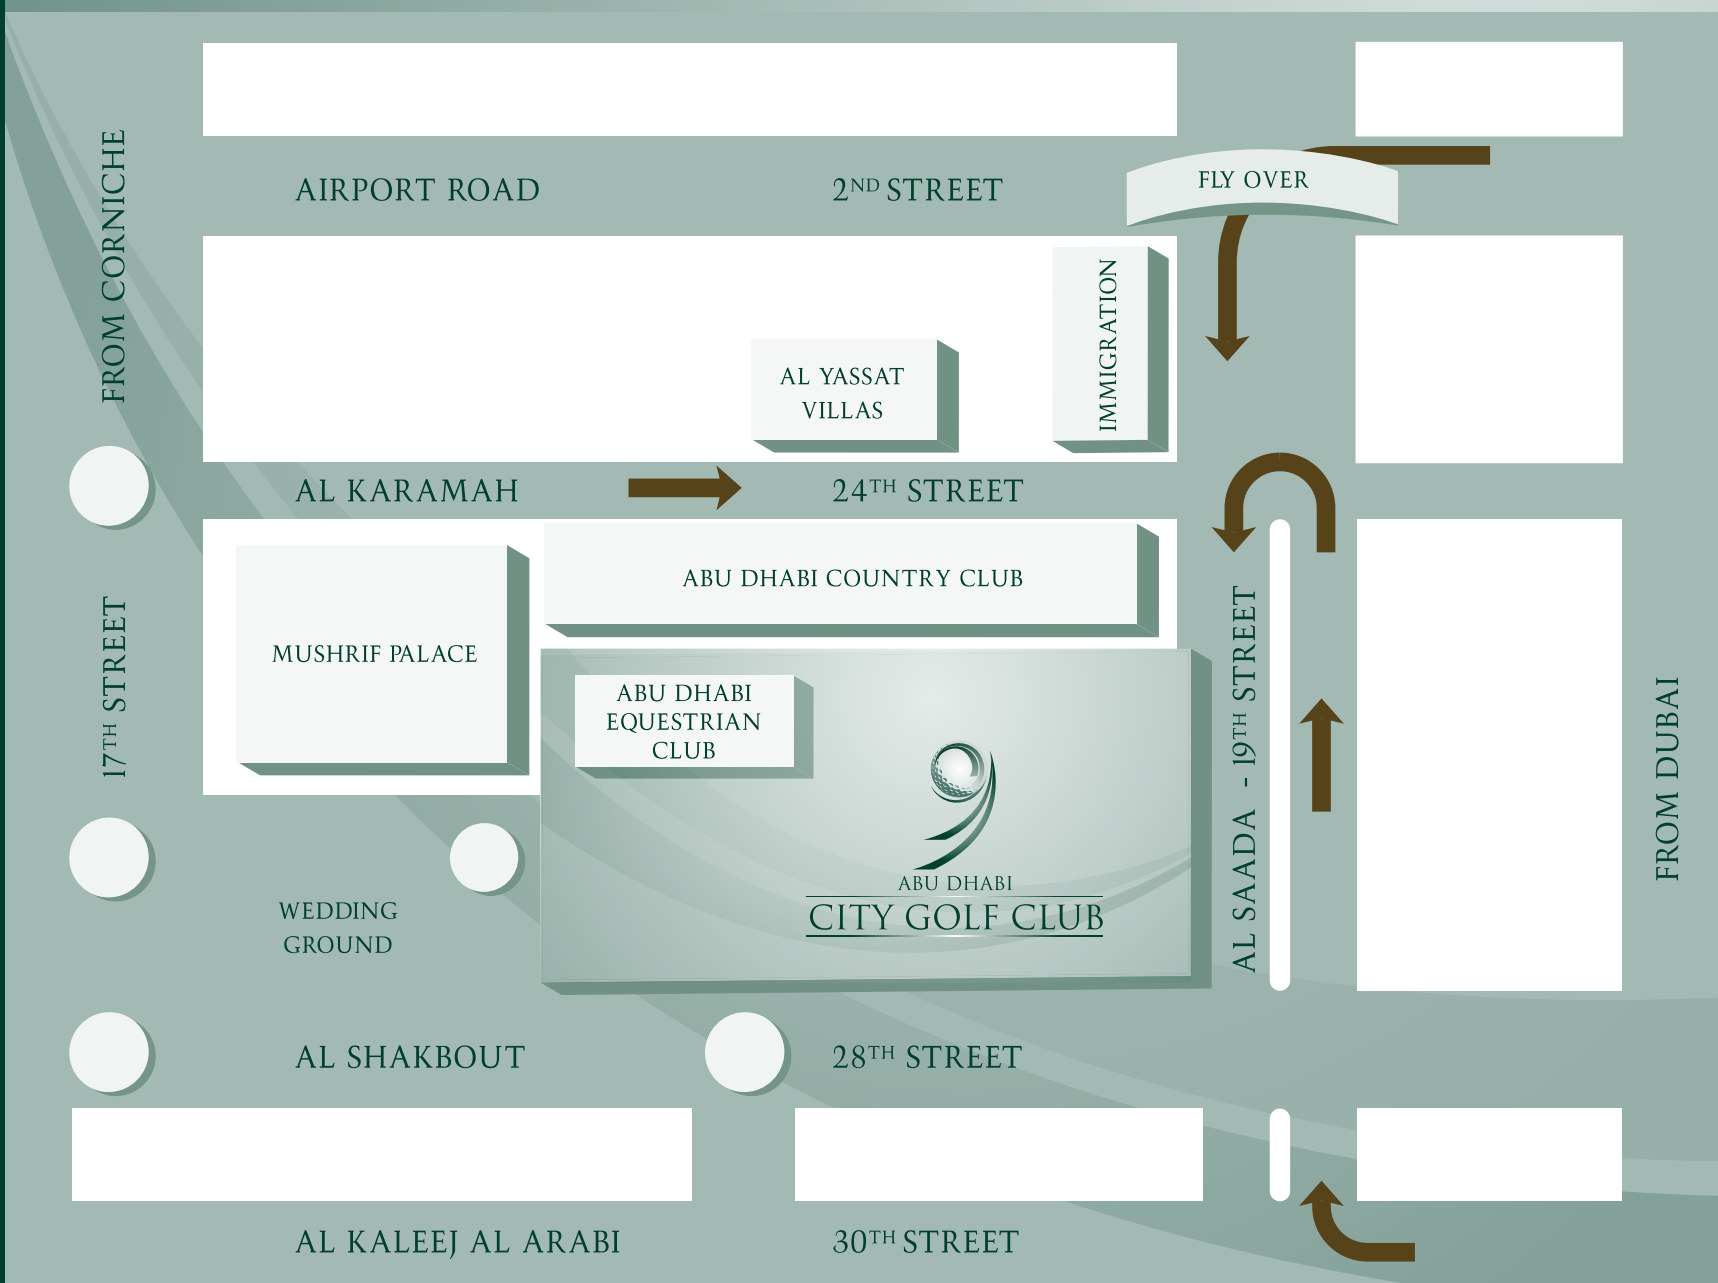 FROM CORNICHE
AIRPORT ROAD
2ND STREET
FLY OVER
IMMIGRATION
AL YASSAT
VILLAS
AL KARAMAH
24TH STREET
ABU DHABI COUNTRY CLUB
MUSHRIF PALACE
17TH STREET
ABU DHABI
EQUESTRIAN
CLUB
ABU DHABI
CITY GOLF CLUB
AL SAADA - 19TH STREET
FROM DUBAI
WEDDING
GROUND
AL SHAKBOUT
28TH STREET
AL KALEEJ AL ARABI
30TH STREET